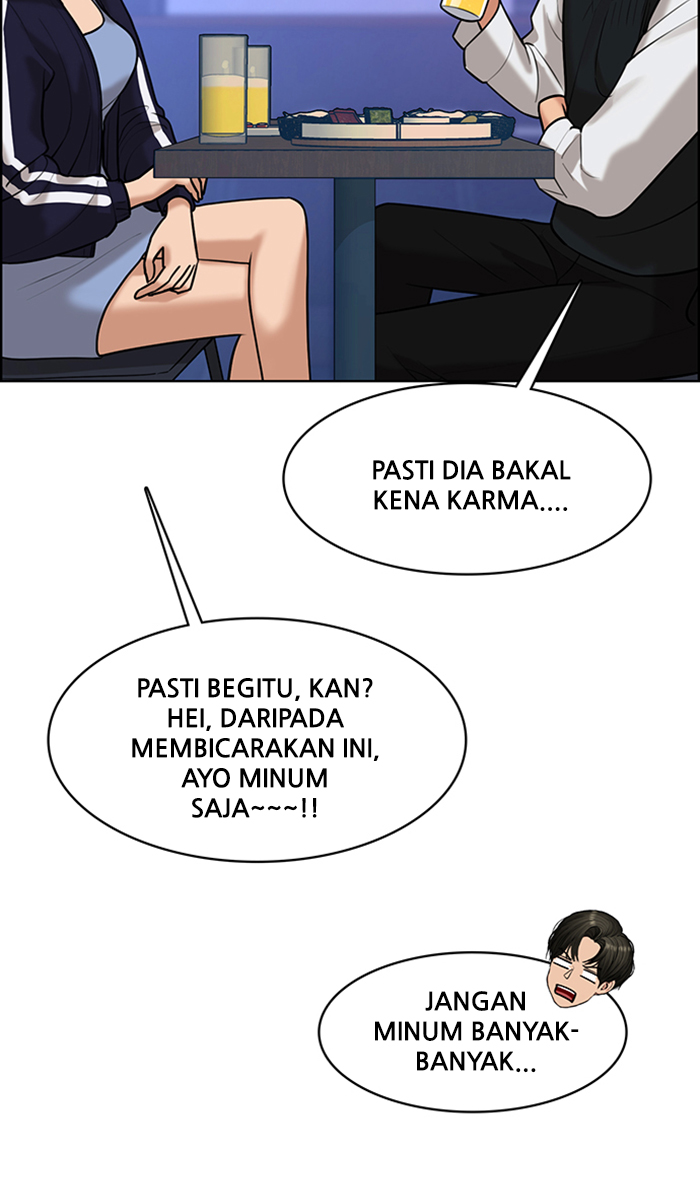 PASTI DIA BAKAL
KENA KARMA....
PASTI BEGITU, KAN?
HEI, DARIPADA
MEMBICARAKAN INI,
AYO MINUM
SAJA~~~!!
JANGAN
MINUM BANYAK-
BANYAK...